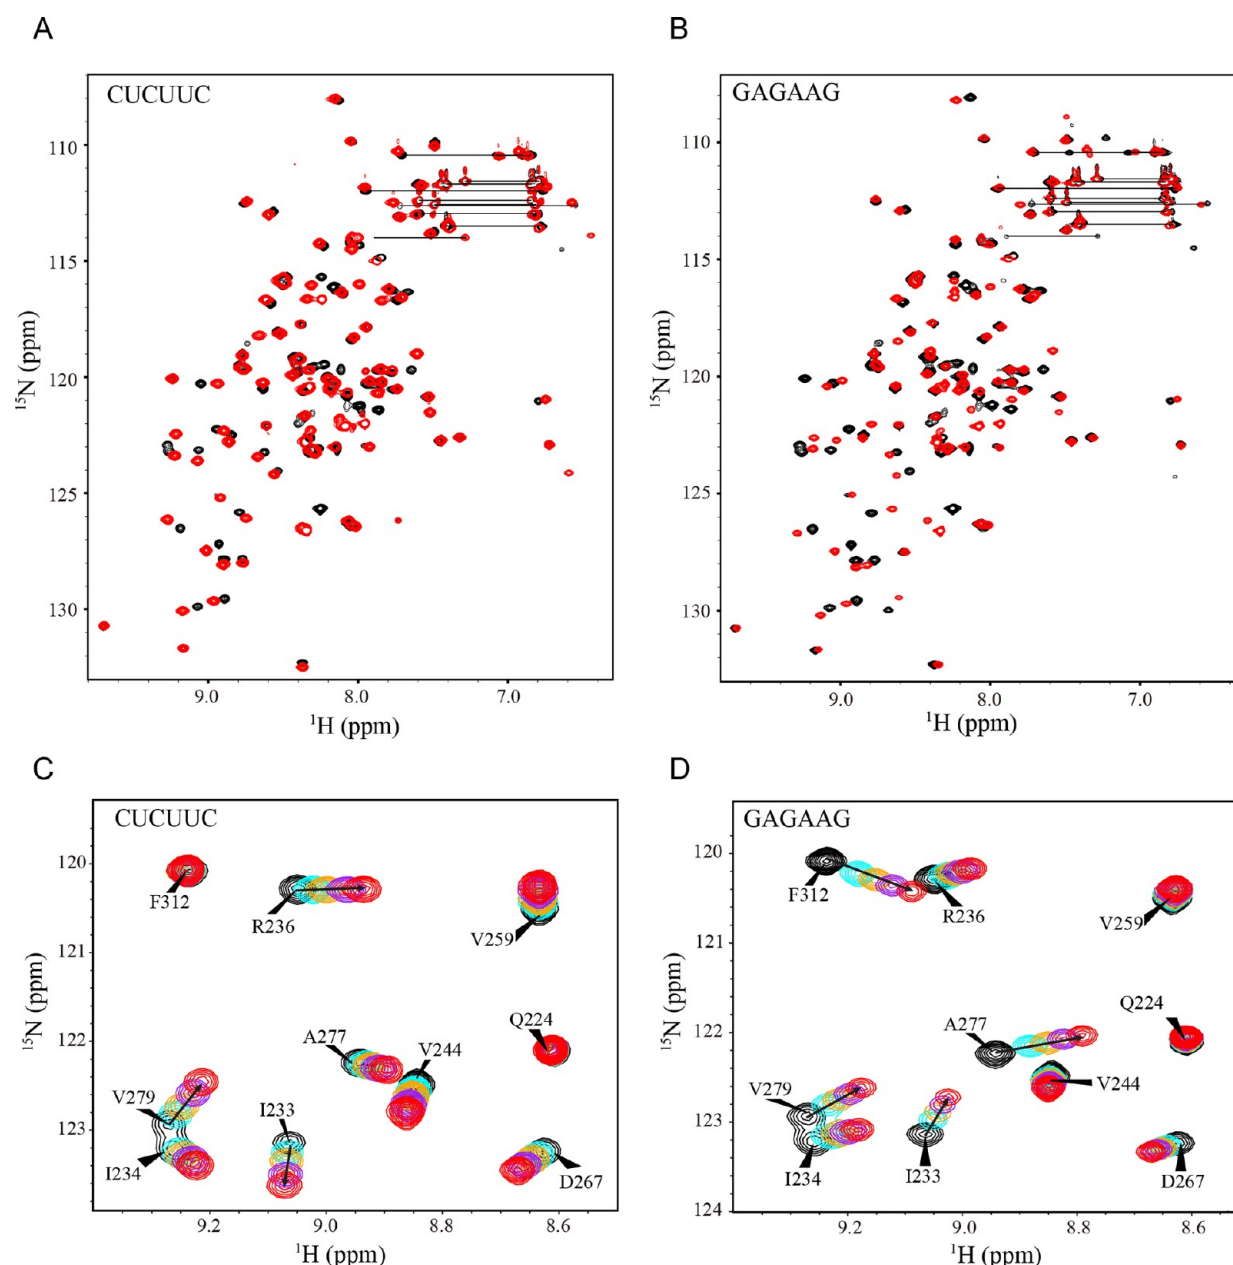 A
B
CUCUUC
GAGAAG
110
115
120
125
130
¹⁵N (ppm)
9.0
8.0
7.0
¹H (ppm)
110
115
120
125
130
¹⁵N (ppm)
9.0
8.0
7.0
¹H (ppm)
C
D
CUCUUC
120
121
122
123
¹⁵N (ppm)
F312
R236
V259
Q224
A277
V244
V279
I233
I234
D267
9.2
9.0
8.8
8.6
¹H (ppm)
GAGAAG
120
121
122
123
124
¹⁵N (ppm)
F312
R236
V259
Q224
A277
V244
V279
I234
I233
D267
9.2
9.0
8.8
8.6
¹H (ppm)